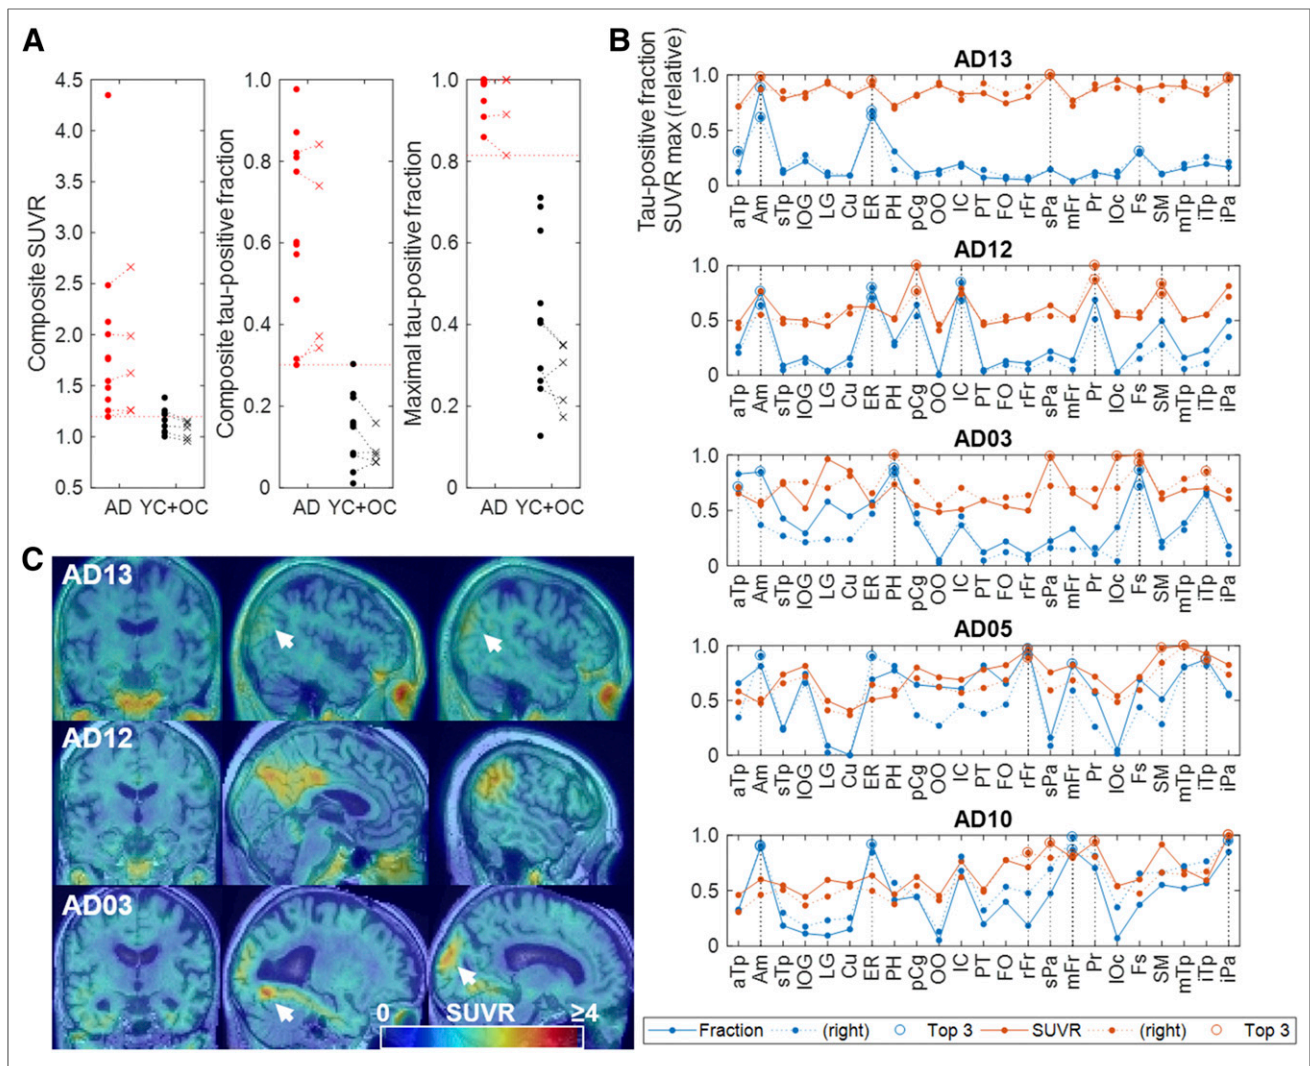 A
Composite SUVR
4.5
4.0
3.5
3.0
2.5
2.0
1.5
1.0
0.5
AD YC+OC
Composite tau-positive fraction
1.0
0.8
0.6
0.4
0.2
0
AD YC+OC
Maximal tau-positive fraction
1.0
0.8
0.6
0.4
0.2
0
AD YC+OC
B
Tau-positive fraction
SUVR max (relative)
AD13
1.0
0.5
0
aTp Am sTp IOG LG Cu ER PH pCg OO IC PT FO rFr sPa mFr Pr IOc Fs SM mTp iTp iPa
AD12
1.0
0.5
0
aTp Am sTp IOG LG Cu ER PH pCg OO IC PT FO rFr sPa mFr Pr IOc Fs SM mTp iTp iPa
AD03
1.0
0.5
0
aTp Am sTp IOG LG Cu ER PH pCg OO IC PT FO rFr sPa mFr Pr IOc Fs SM mTp iTp iPa
AD05
1.0
0.5
0
aTp Am sTp IOG LG Cu ER PH pCg OO IC PT FO rFr sPa mFr Pr IOc Fs SM mTp iTp iPa
AD10
1.0
0.5
0
aTp Am sTp IOG LG Cu ER PH pCg OO IC PT FO rFr sPa mFr Pr IOc Fs SM mTp iTp iPa
Fraction (right) Top 3 SUVR (right) Top 3
C
AD13
AD12
AD03
0 SUVR ≥4